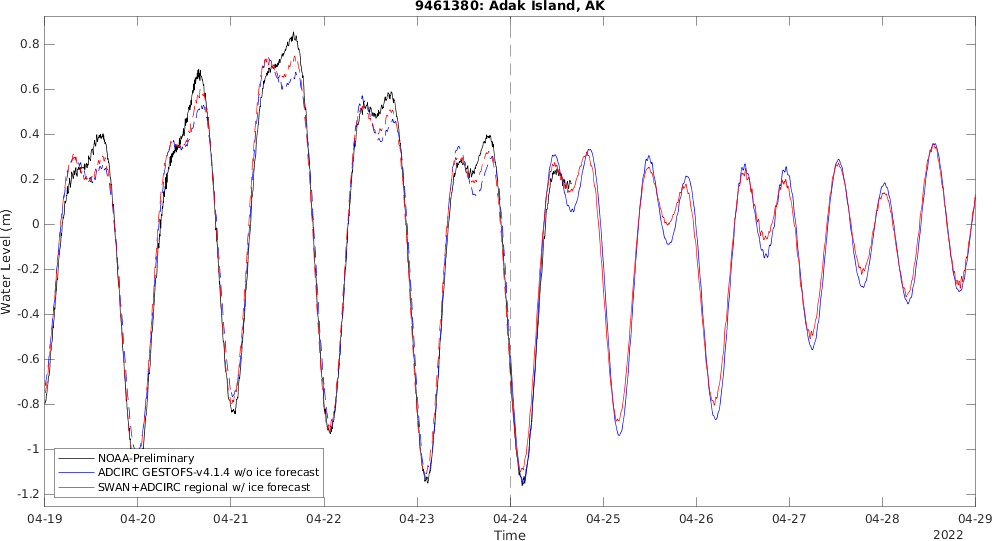 9461380: Adak Island, AK
0.8
0.6
0.4
0.2
0
-0.2
-0.4
-0.6
-0.8
-1
-1.2
Water Level (m)
NOAA-Preliminary
ADCIRC GESTOFS-v4.1.4 w/o ice forecast
SWAN+ADCIRC regional w/ ice forecast
04-19 04-20 04-21 04-22 04-23 04-24 04-25 04-26 04-27 04-28 04-29
Time
2022